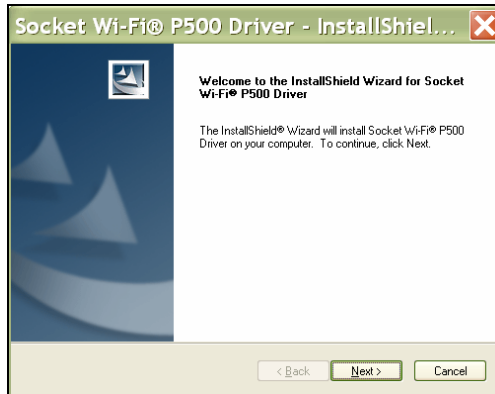 Socket Wi-Fi® P500 Driver - InstallShiel...
Welcome to the InstallShield Wizard for Socket
Wi-Fi® P500 Driver
The InstallShield® Wizard will install Socket Wi-Fi® P500
Driver on your computer. To continue, click Next.
< Back Next > Cancel